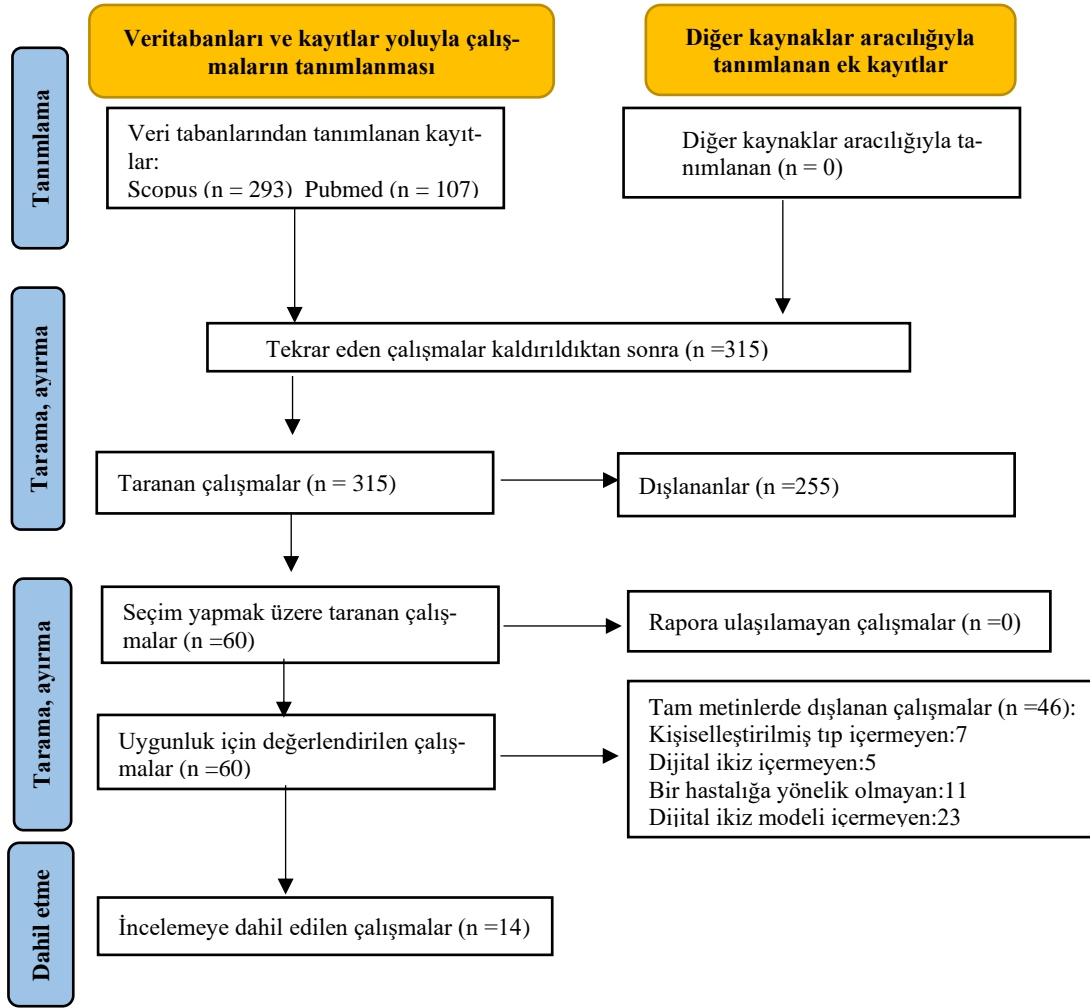 Veritabanları ve kayıtlar yoluyla çalış-
maların tanımlanması
Diğer kaynaklar aracılığıyla
tanımlanan ek kayıtlar
Tanımlama
Veri tabanlarından tanımlanan kayıt-
lar:
Scopus (n = 293) Pubmed (n = 107)
Diğer kaynaklar aracılığıyla ta-
nımlanan (n = 0)
Tarama, ayırma
Tekrar eden çalışmalar kaldırıldıktan sonra (n =315)
Taranan çalışmalar (n = 315)
Dışlananlar (n =255)
Tarama, ayırma
Seçim yapmak üzere taranan çalış-
malar (n =60)
Rapora ulaşılamayan çalışmalar (n =0)
Uygunluk için değerlendirilen çalış-
malar (n =60)
Tam metinlerde dışlanan çalışmalar (n =46):
Kişiselleştirilmiş tıp içermeyen:7
Dijital ikiz içermeyen:5
Bir hastalığa yönelik olmayan:11
Dijital ikiz modeli içermeyen:23
Dahil etme
İncelemeye dahil edilen çalışmalar (n =14)